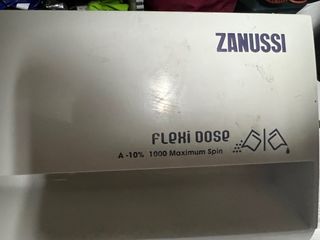 ZANUSSI
FLEXI DOSE
A -10% 1000 Maximum Spin